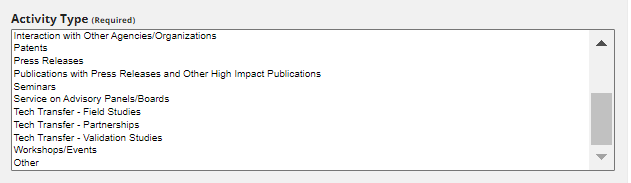 Activity Type (Required)
Interaction with Other Agencies/Organizations
Patents
Press Releases
Publications with Press Releases and Other High Impact Publications
Seminars
Service on Advisory Panels/Boards
Tech Transfer - Field Studies
Tech Transfer - Partnerships
Tech Transfer - Validation Studies
Workshops/Events
Other